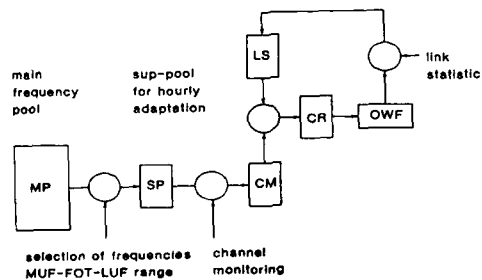 LS
link
statistic
main
frequency
pool
sup-pool
for hourly
adaptation
CR
OWF
MP
SP
CM
selection of frequencies
MUF-FOT-LUF range
channel
monitoring